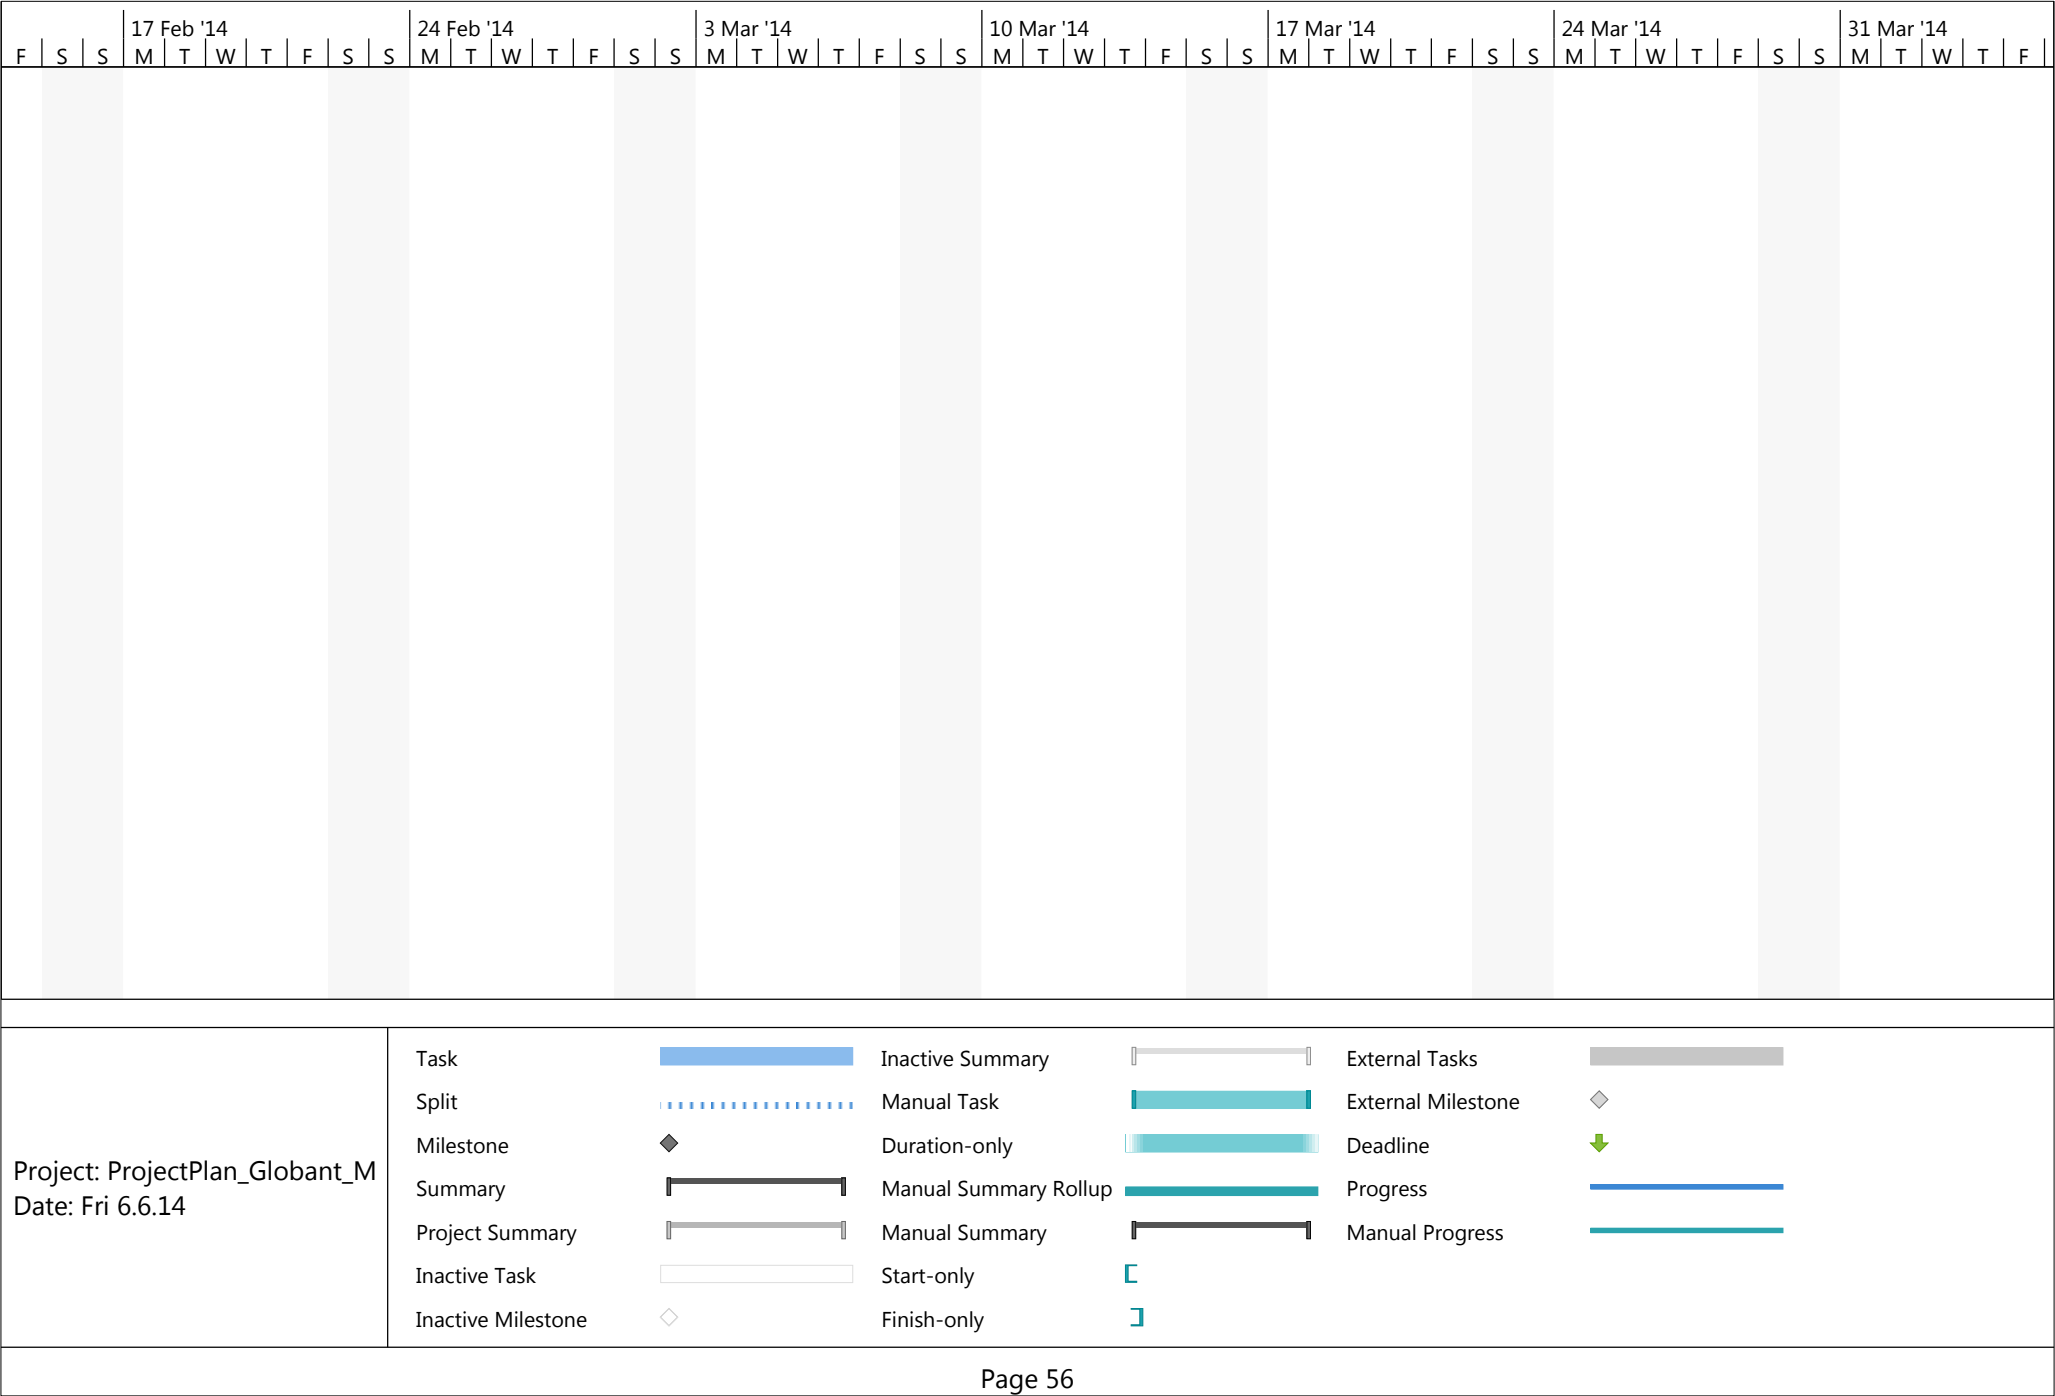 17 Feb '14 24 Feb '14 3 Mar '14 10 Mar '14 17 Mar '14 24 Mar '14 31 Mar '14
F S S M T W T F S S M T W T F S S M T W T F S S M T W T F S S M T W T F S S M T W T F S S M T W T F
Task Inactive Summary External Tasks
Split Manual Task External Milestone
Milestone Duration-only Deadline
Project: ProjectPlan_Globant_M
Summary Manual Summary Rollup Progress
Date: Fri 6.6.14
Project Summary Manual Summary Manual Progress
Inactive Task Start-only
Inactive Milestone Finish-only
Page 56